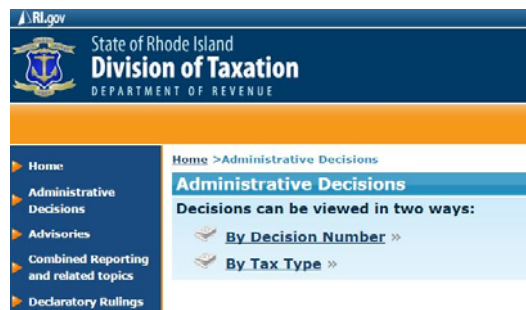 RI.gov
State of Rhode Island
Division of Taxation
DEPARTMENT OF REVENUE
Home
Administrative
Decisions
Advisories
Combined Reporting
and related topics
Declaratory Rulings
Home >Administrative Decisions
Administrative Decisions
Decisions can be viewed in two ways:
By Decision Number »
By Tax Type »